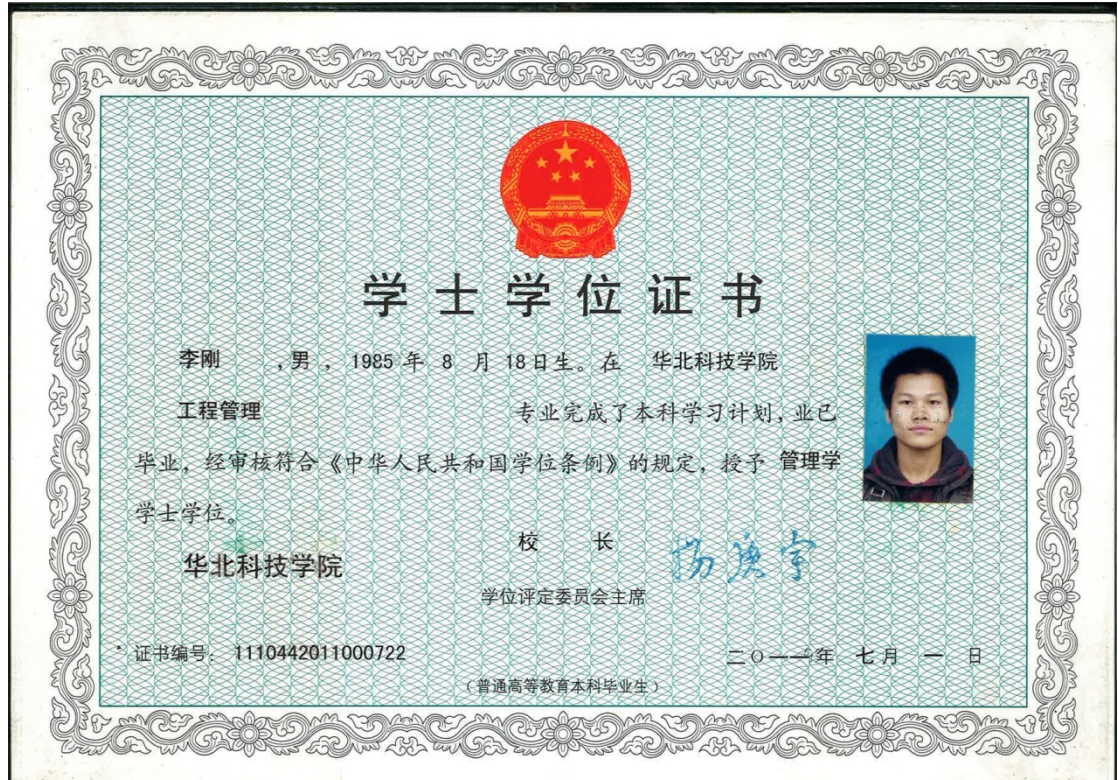 学士学位证书
李刚 ，男， 1985 年 8 月 18日生。在 华北科技学院
工程管理 专业完成了本科学习计划，业已
毕业，经审核符合《中华人民共和国学位条例》的规定，授予 管理学
学士学位。
华北科技学院
校 长 杨庚宇
学位评定委员会主席
证书编号：1110442011000722
二〇一一年 七月 一 日
（普通高等教育本科毕业生）